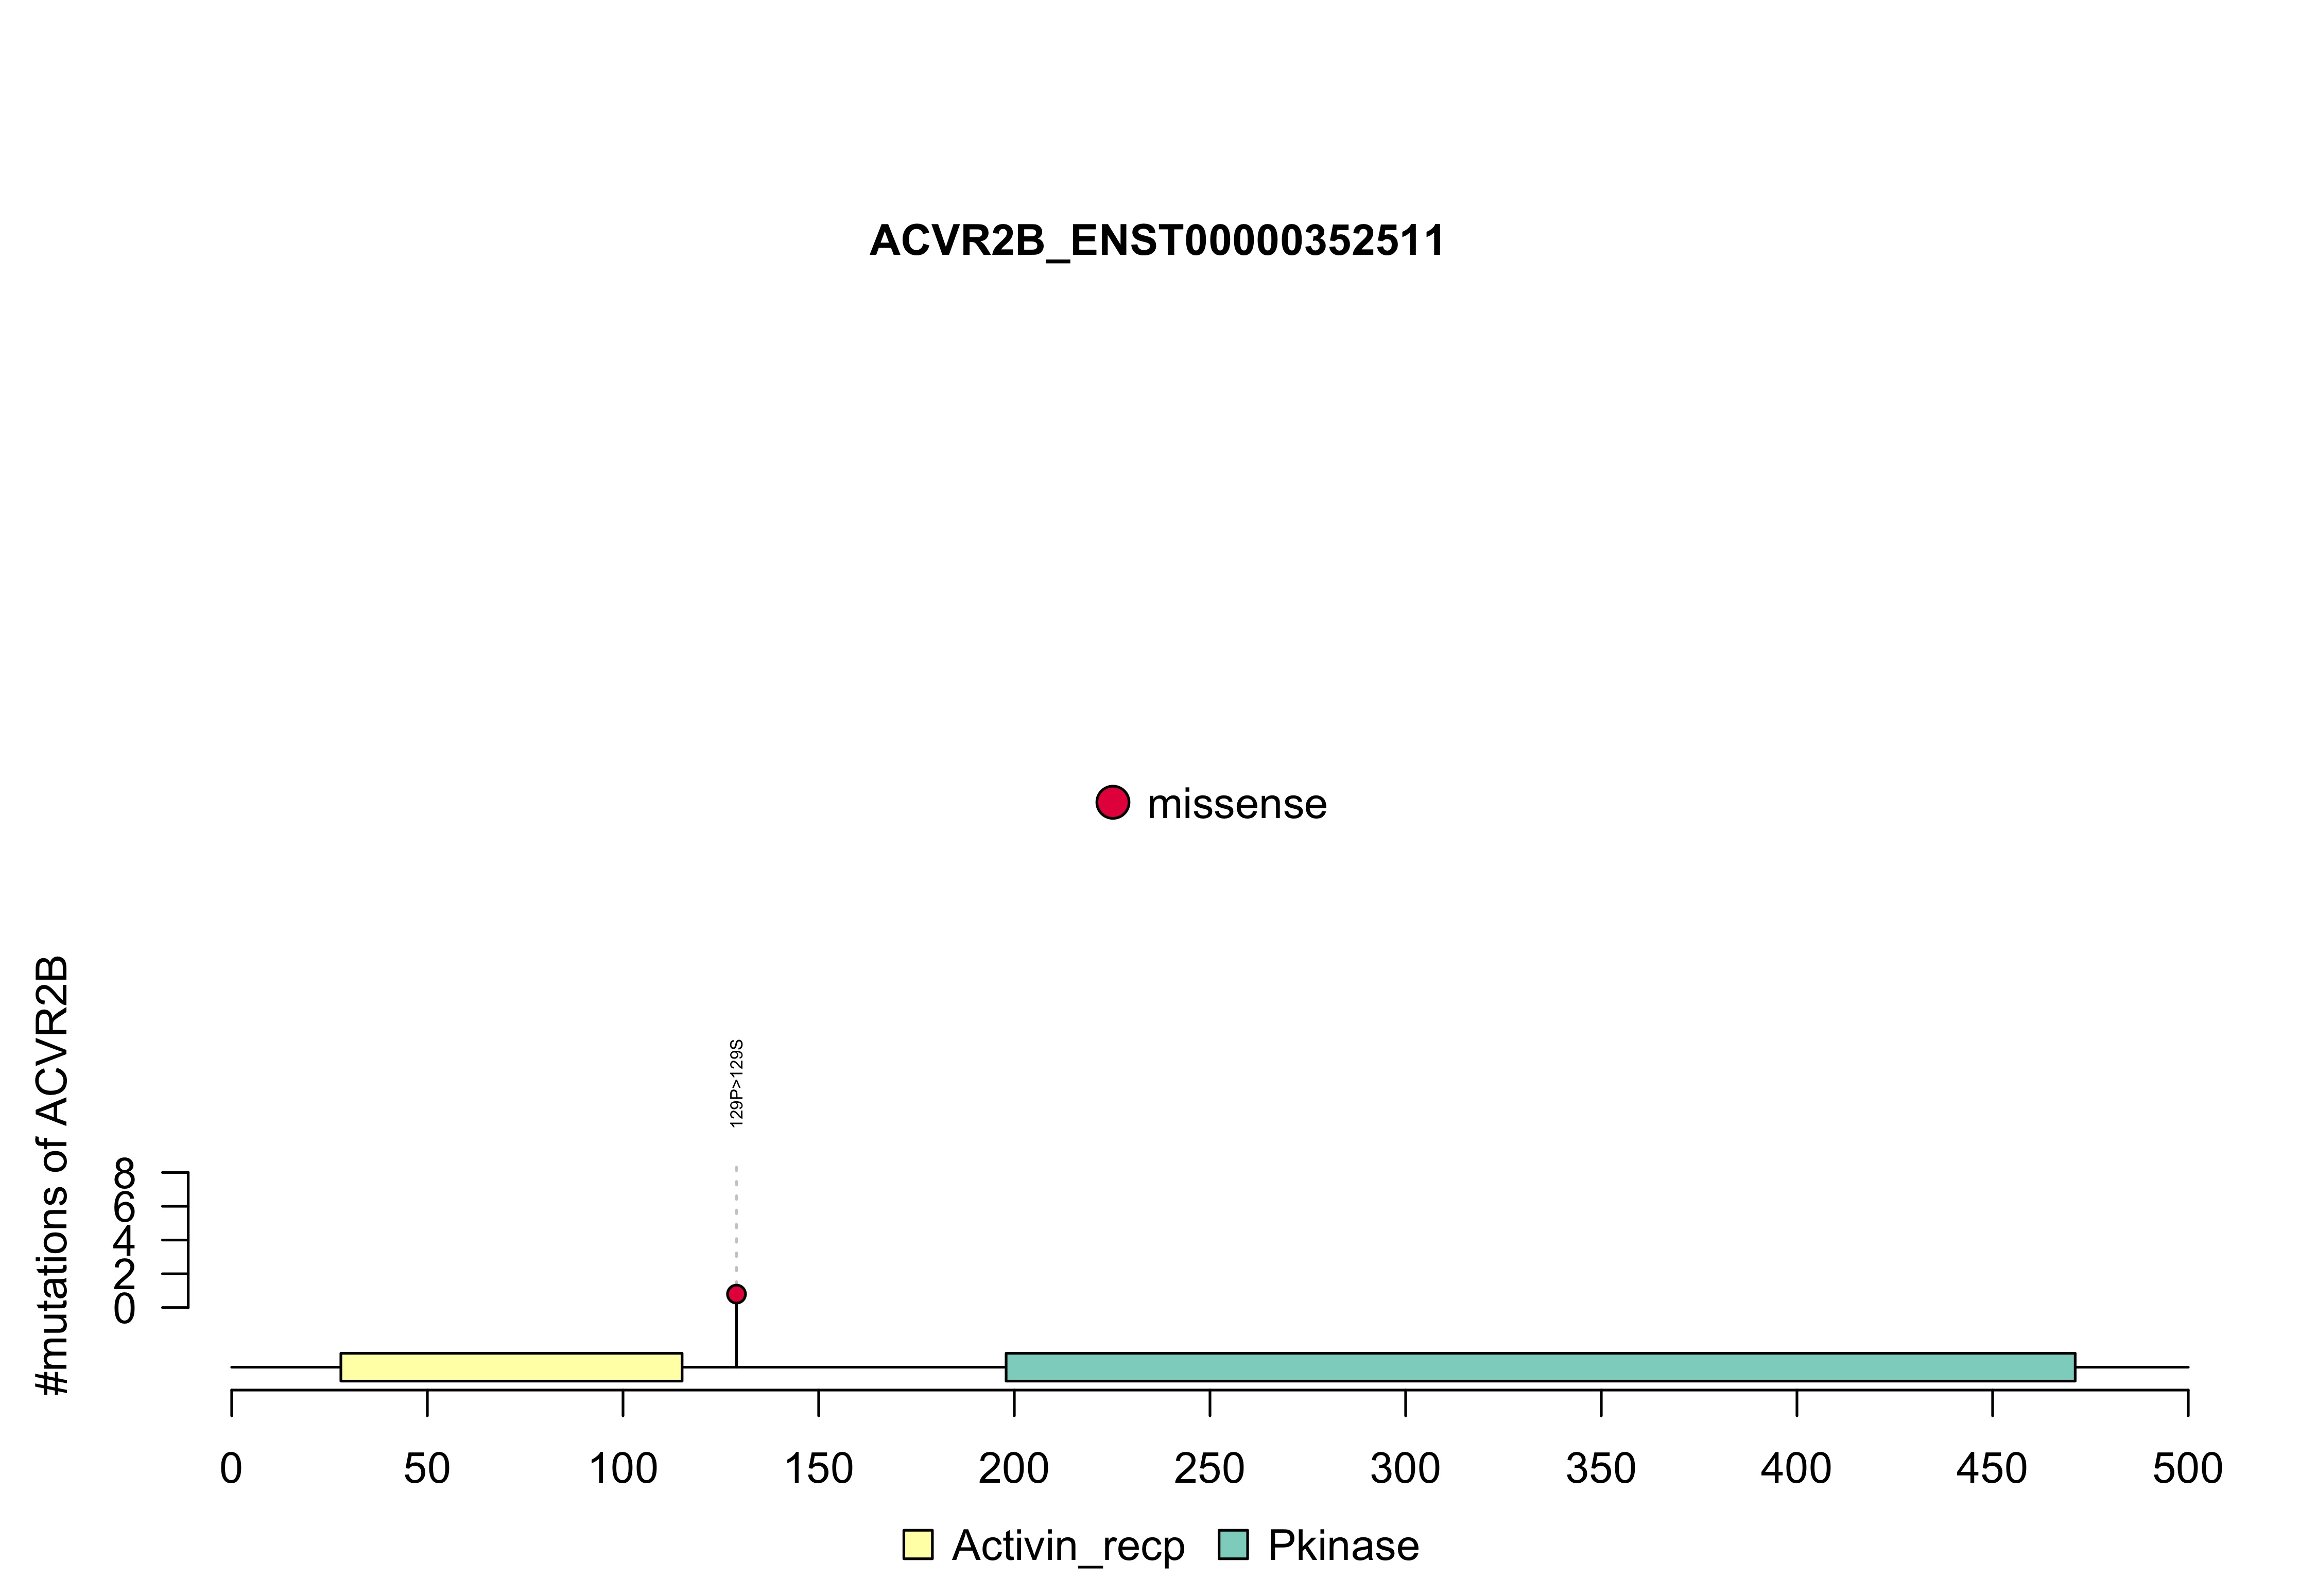 ACVR2B_ENST00000352511
missense
#mutations of ACVR2B
129P>129S
8
6
4
2
0
0 50 100 150 200 250 300 350 400 450 500
Activin_recp Pkinase